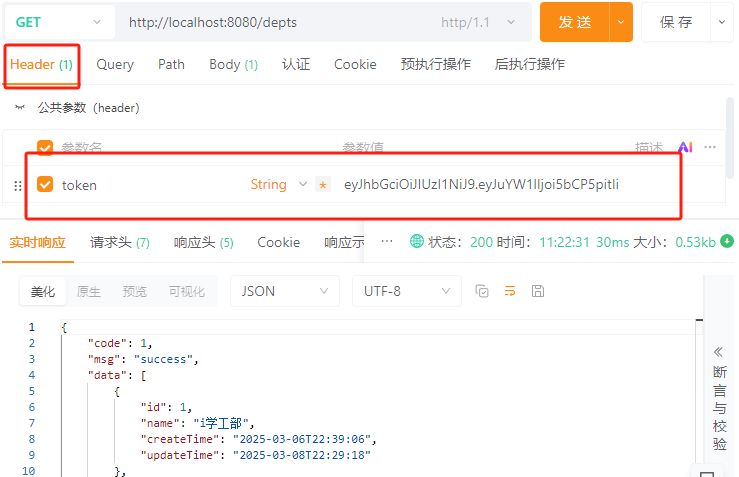 GET http://localhost:8080/depts http/1.1 发 送 保 存
Header (1) Query Path Body (1) 认证 Cookie 预执行操作 后执行操作
公共参数（header）
参数名 参数值 描述 AI
token String * eyJhbGciOiJIUzI1NiJ9.eyJuYW1lIjoi5bCP5pitIi
实时响应 请求头 (7) 响应头 (5) Cookie 响应示 ··· 状态: 200 时间: 11:22:31 30ms 大小: 0.53kb
美化 原生 预览 可视化 JSON UTF-8
1 {
2 "code": 1,
3 "msg": "success",
4 "data": [
5 {
6 "id": 1,
7 "name": "i学工部",
8 "createTime": "2025-03-06T22:39:06",
9 "updateTime": "2025-03-08T22:29:18"
10 },
断言与校验